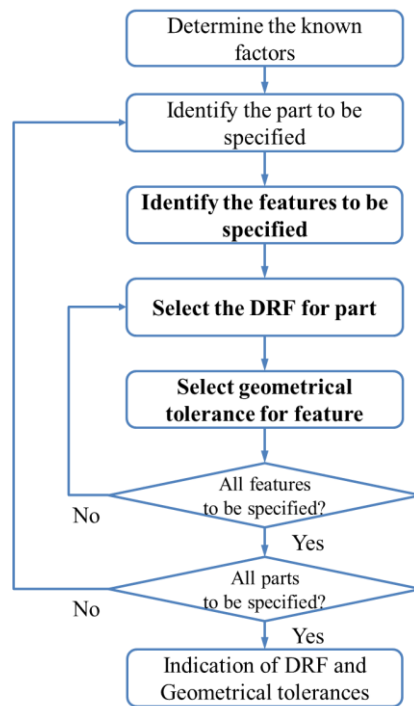 Determine the known
factors
Identify the part to be
specified
Identify the features to be
specified
Select the DRF for part
Select geometrical
tolerance for feature
All features
to be specified?
No
Yes
All parts
to be specified?
No
Yes
Indication of DRF and
Geometrical tolerances